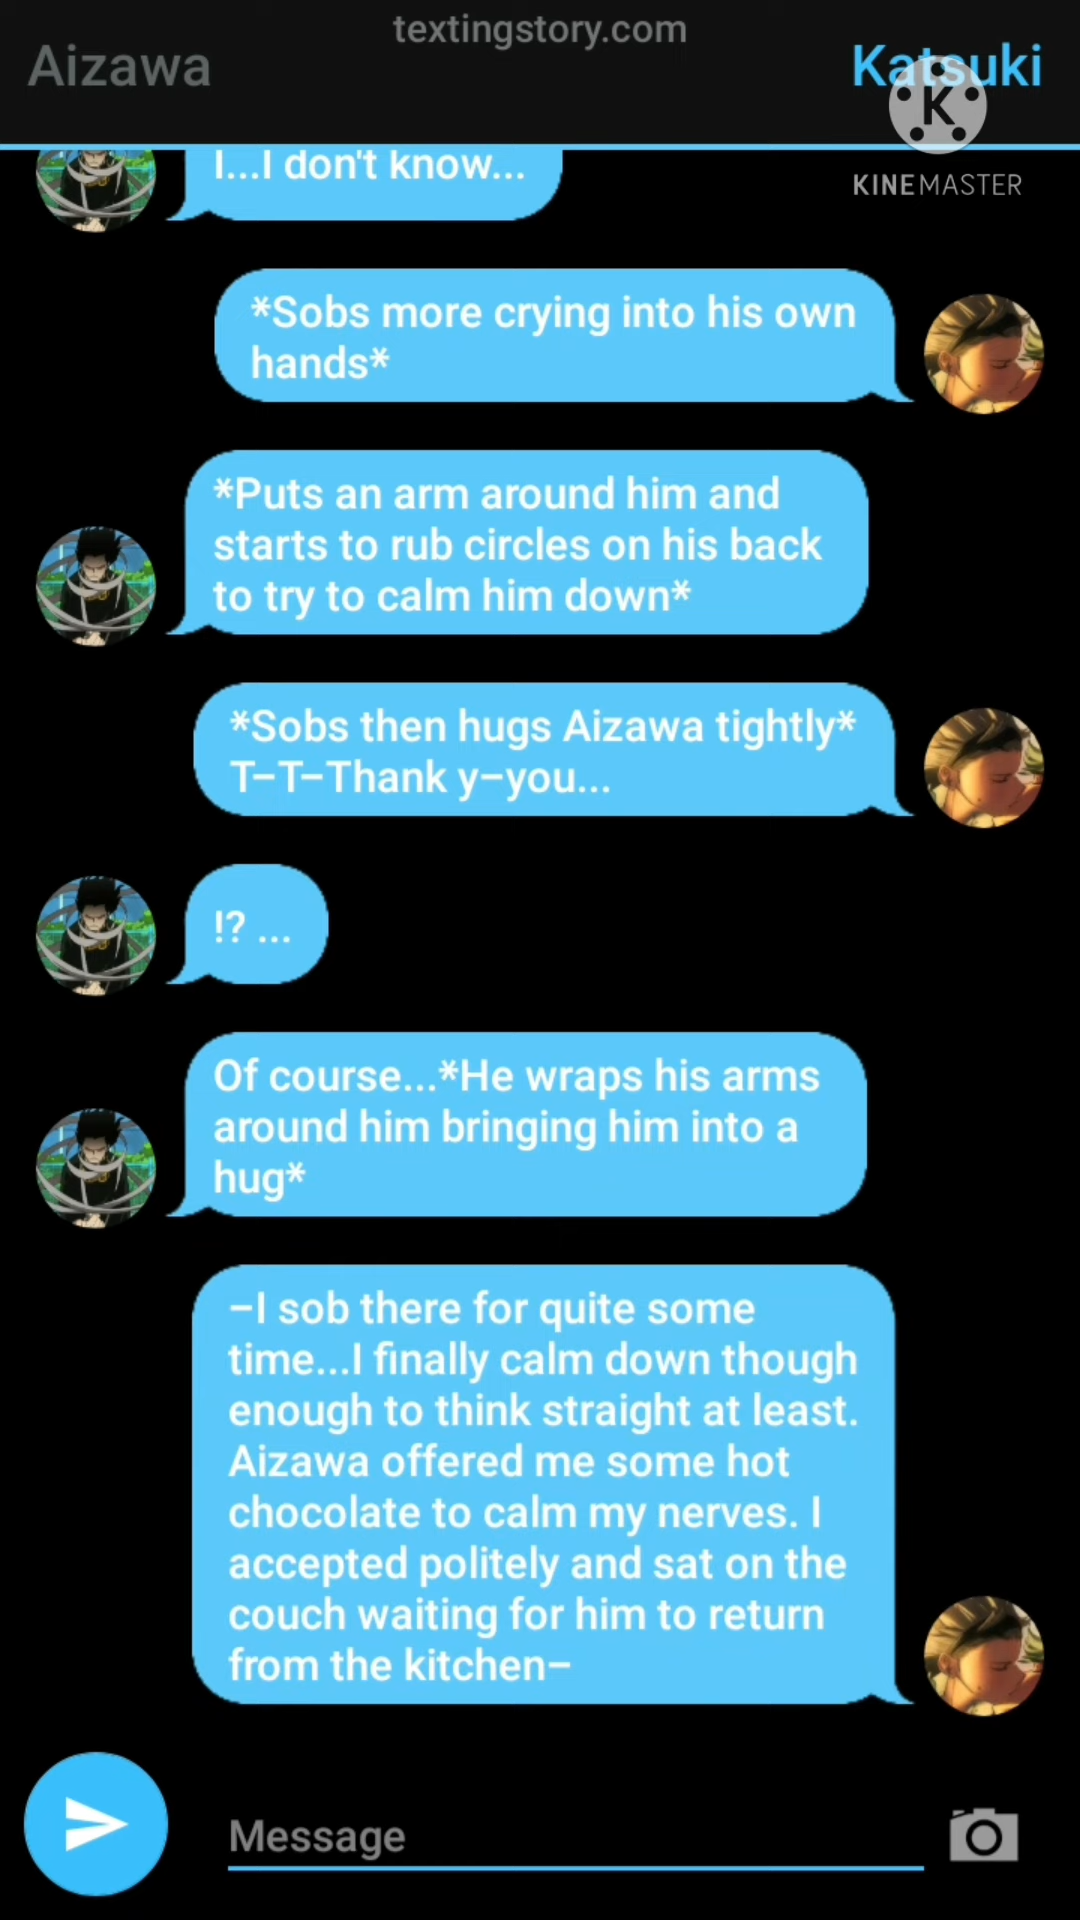 textingstory.com
Aizawa
Katsuki
K
KINEMASTER
I...I don't know...
*Sobs more crying into his own
hands*
*Puts an arm around him and
starts to rub circles on his back
to try to calm him down*
*Sobs then hugs Aizawa tightly*
T–T–Thank y–you...
!? ...
Of course...*He wraps his arms
around him bringing him into a
hug*
–I sob there for quite some
time...I finally calm down though
enough to think straight at least.
Aizawa offered me some hot
chocolate to calm my nerves. I
accepted politely and sat on the
couch waiting for him to return
from the kitchen–
Message